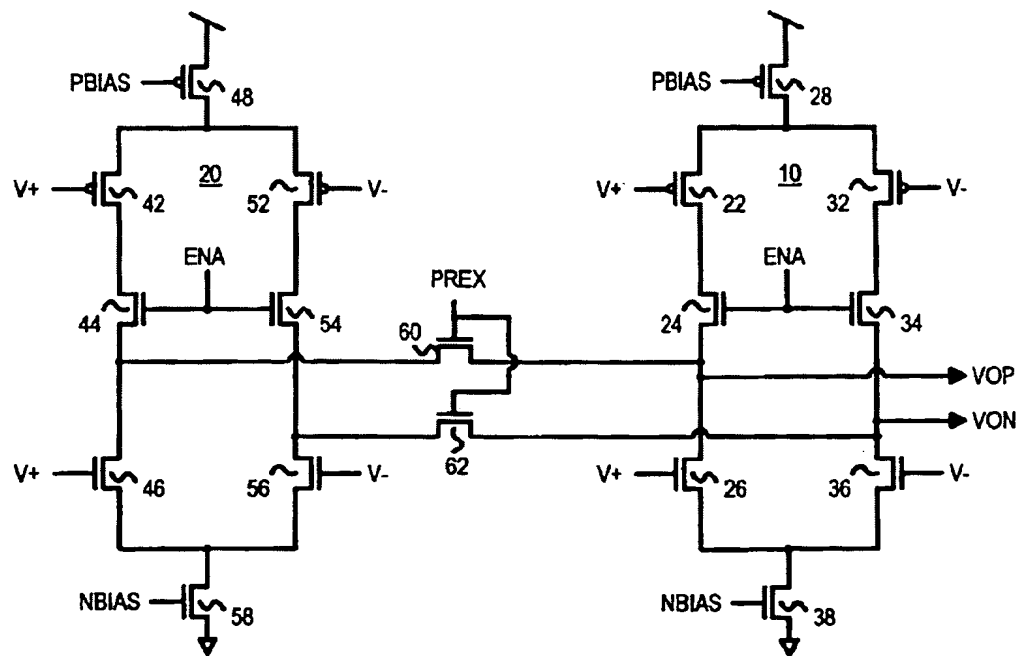 PBIAS 48 PBIAS 28
V+ 42 20 52 V- V+ 22 10 32 V-
ENA PREX ENA
44 54 60 24 34
VOP
VON
62
V+ 46 56 V- V+ 26 36 V-
NBIAS 58 NBIAS 38